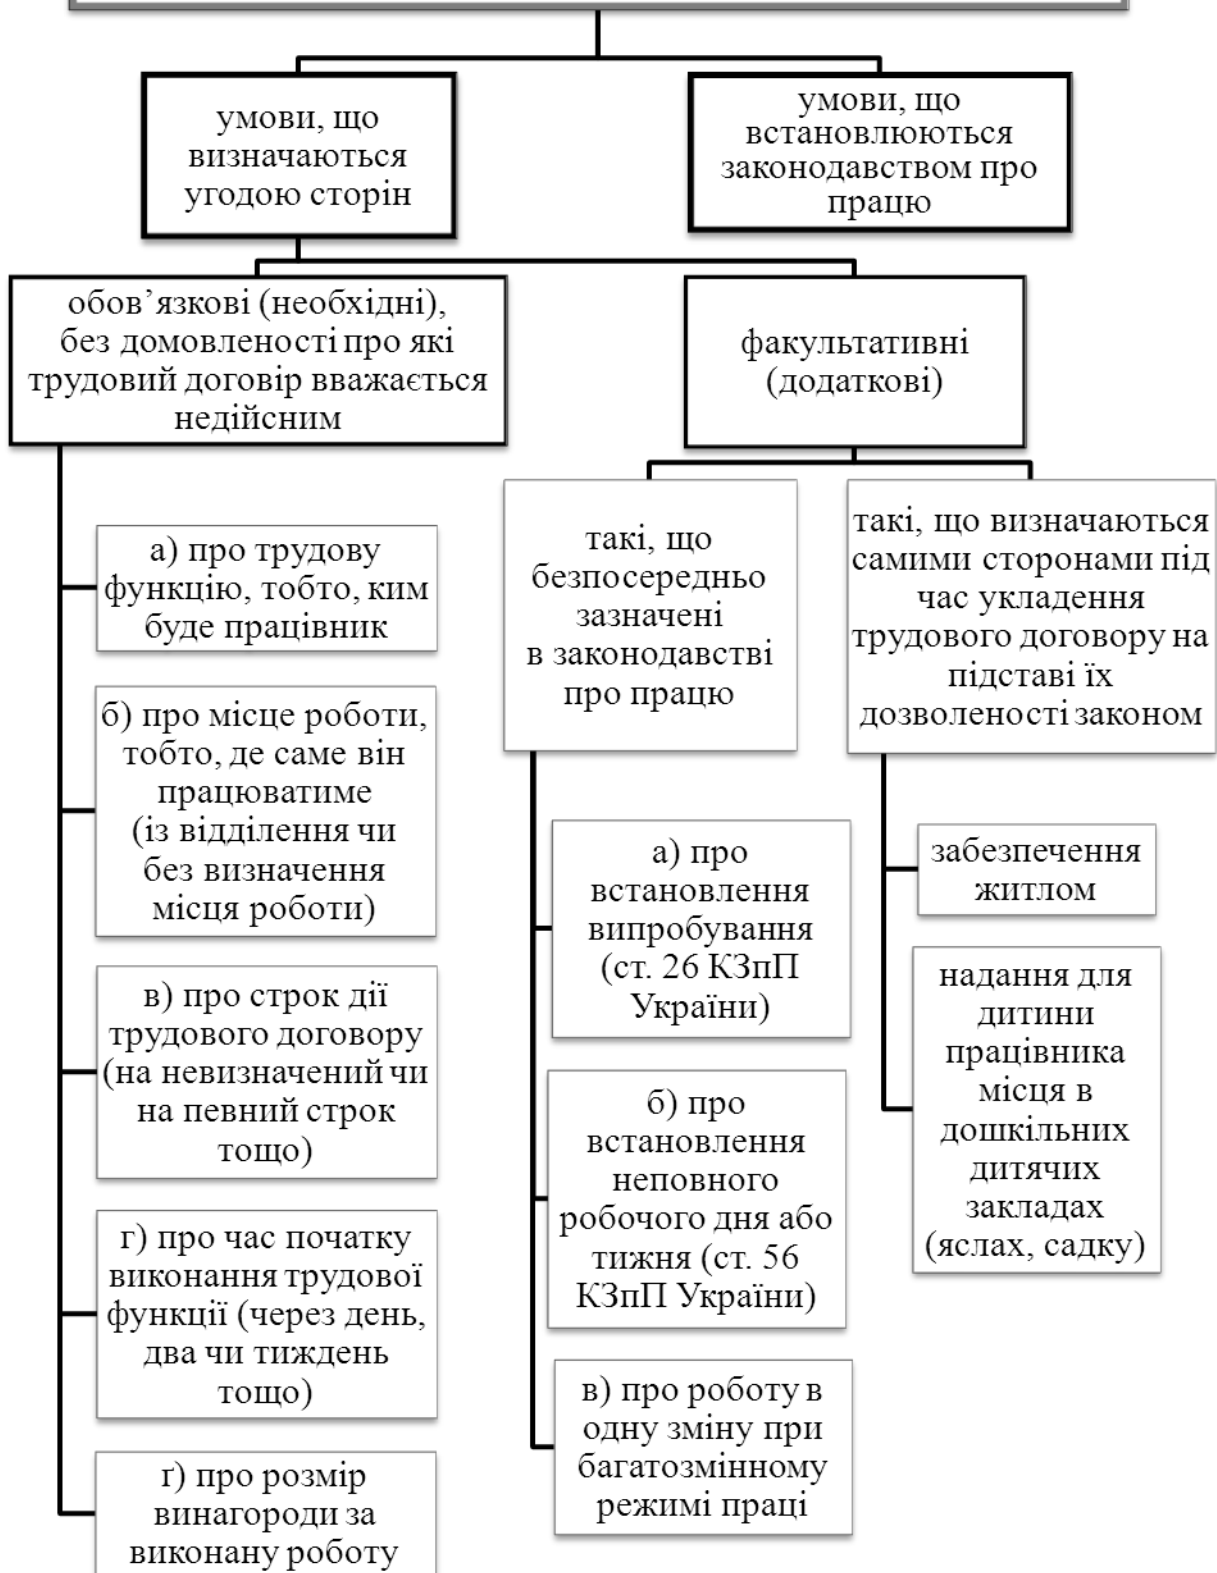 умови, що
визначаються
угодою сторін
умови, що
встановлюються
законодавством про
працю
обов’язкові (необхідні),
без домовленості про які
трудовий договір вважається
недійсним
факультативні
(додаткові)
а) про трудову
функцію, тобто, ким
буде працівник
б) про місце роботи,
тобто, де саме він
працюватиме
(із відділення чи
без визначення
місця роботи)
в) про строк дії
трудового договору
(на невизначений чи
на певний строк
тощо)
г) про час початку
виконання трудової
функції (через день,
два чи тиждень
тощо)
ґ) про розмір
винагороди за
виконану роботу
такі, що
безпосередньо
зазначені
в законодавстві
про працю
а) про
встановлення
випробування
(ст. 26 КЗпП
України)
б) про
встановлення
неповного
робочого дня або
тижня (ст. 56
КЗпП України)
в) про роботу в
одну зміну при
багатозмінному
режимі праці
такі, що визначаються
самими сторонами під
час укладення
трудового договору на
підставі їх
дозволеності законом
забезпечення
житлом
надання для
дитини
працівника
місця в
дошкільних
дитячих
закладах
(яслах, садку)